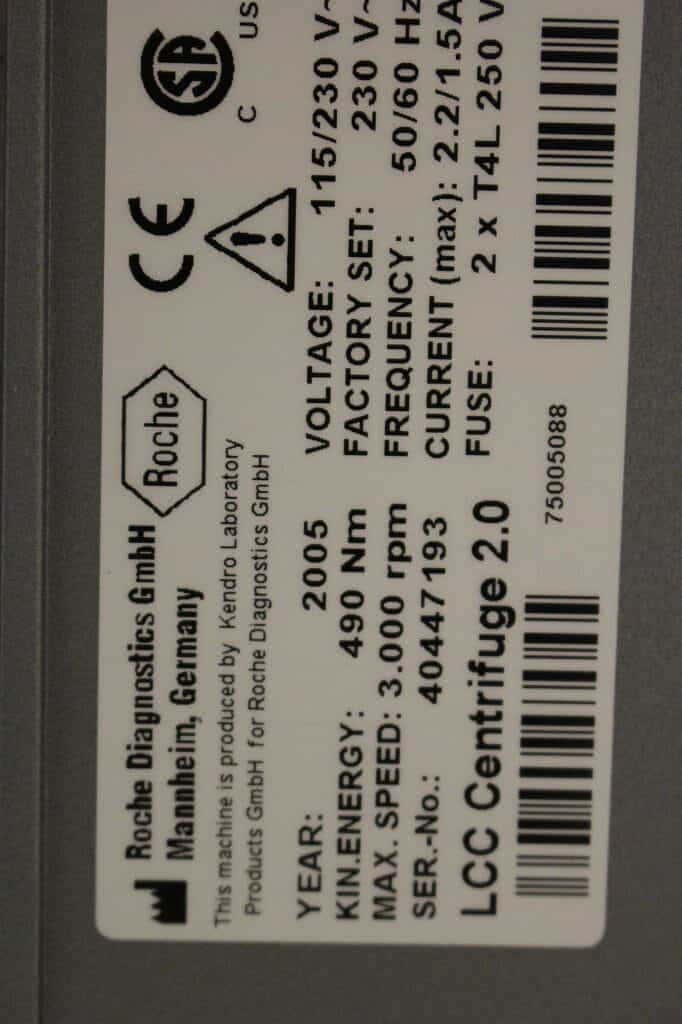 Roche Diagnostics GmbH
Mannheim, Germany
Roche
CE
SA
C US
This machine is produced by Kendro Laboratory
Products GmbH for Roche Diagnostics GmbH
YEAR: 2005
KIN.ENERGY: 490 Nm
MAX. SPEED: 3.000 rpm
SER.-No.: 40447193
VOLTAGE: 115/230 V~
FACTORY SET: 230 V~
FREQUENCY: 50/60 Hz
CURRENT (max): 2.2/1.5A
FUSE: 2 x T4L 250 V
LCC Centrifuge 2.0
75005088